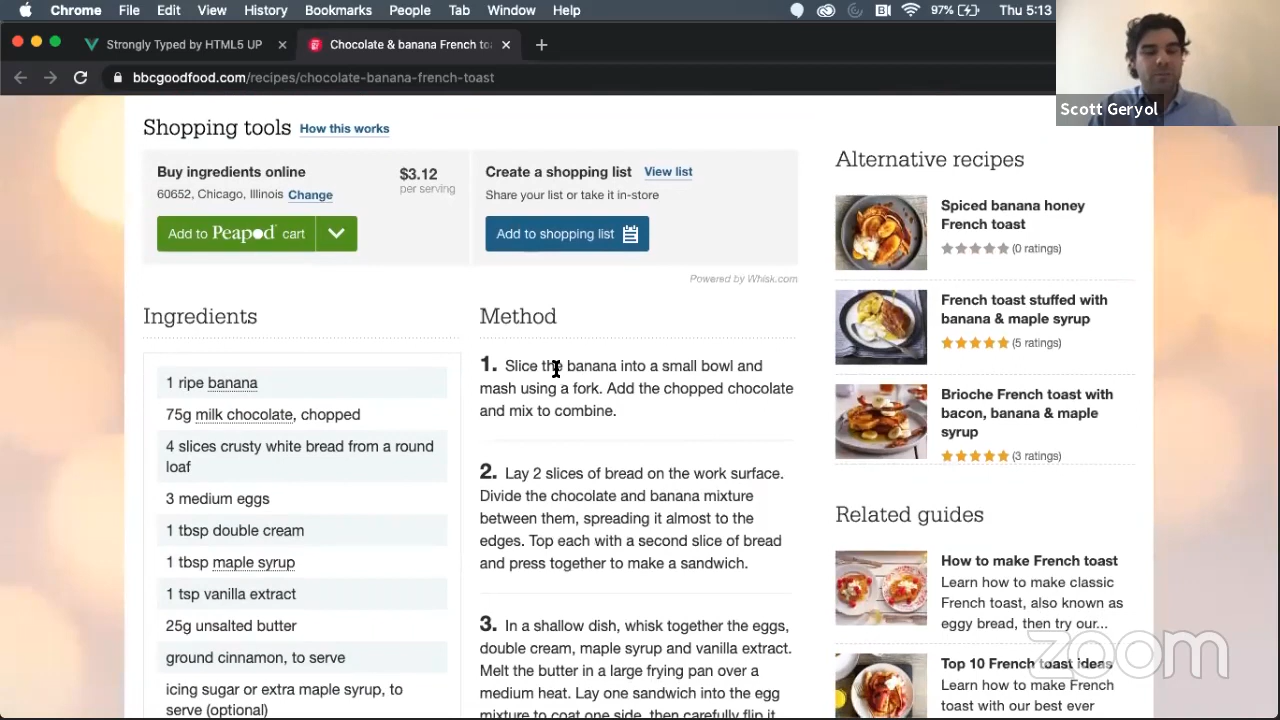 Chrome File Edit View History Bookmarks People Tab Window Help 97% Thu 5:13
Strongly Typed by HTML5 UP
Chocolate & banana French to
bbcgoodfood.com/recipes/chocolate-banana-french-toast
Scott Geryol
Shopping tools How this works
Buy ingredients online
60652, Chicago, Illinois Change
$3.12
per serving
Add to Peapod cart
Create a shopping list View list
Share your list or take it in-store
Add to shopping list
Powered by Whisk.com
Ingredients
1 ripe banana
75g milk chocolate, chopped
4 slices crusty white bread from a round
loaf
3 medium eggs
1 tbsp double cream
1 tbsp maple syrup
1 tsp vanilla extract
25g unsalted butter
ground cinnamon, to serve
icing sugar or extra maple syrup, to
serve (optional)
Method
1. Slice the banana into a small bowl and
mash using a fork. Add the chopped chocolate
and mix to combine.
2. Lay 2 slices of bread on the work surface.
Divide the chocolate and banana mixture
between them, spreading it almost to the
edges. Top each with a second slice of bread
and press together to make a sandwich.
3. In a shallow dish, whisk together the eggs,
double cream, maple syrup and vanilla extract.
Melt the butter in a large frying pan over a
medium heat. Lay one sandwich into the egg
mixture to coat one side, then carefully flip it
Alternative recipes
Spiced banana honey
French toast
(0 ratings)
French toast stuffed with
banana & maple syrup
(5 ratings)
Brioche French toast with
bacon, banana & maple
syrup
(3 ratings)
Related guides
How to make French toast
Learn how to make classic
French toast, also known as
eggy bread, then try our...
Top 10 French toast ideas
Learn how to make French
toast with our best ever
zoom